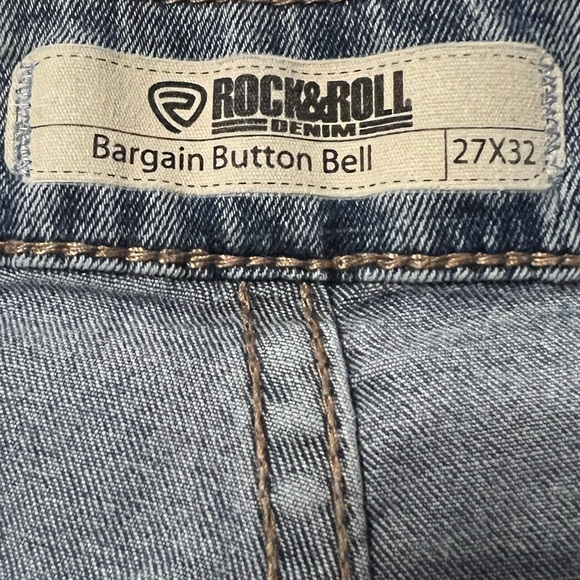 ROCK&ROLL
DENIM
Bargain Button Bell 27X32